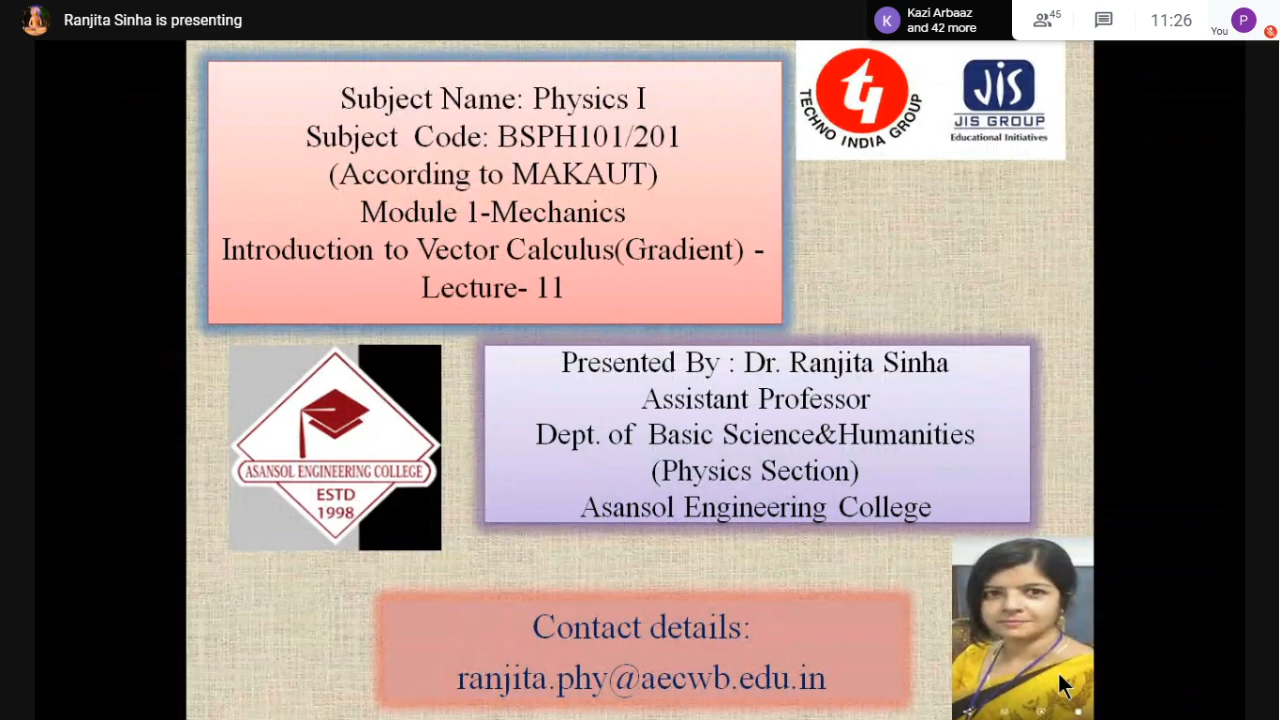 Ranjita Sinha is presenting
K
Kazi Arbaaz
and 42 more
45
11:26
You
P
Subject Name: Physics I
Subject Code: BSPH101/201
(According to MAKAUT)
Module 1-Mechanics
Introduction to Vector Calculus(Gradient) -
Lecture- 11
TECHNO INDIA GROUP
JIS
JIS GROUP
Educational Initiatives
ASANSOL ENGINEERING COLLEGE
ESTD
1998
Presented By : Dr. Ranjita Sinha
Assistant Professor
Dept. of Basic Science&Humanities
(Physics Section)
Asansol Engineering College
Contact details:
ranjita.phy@aecwb.edu.in